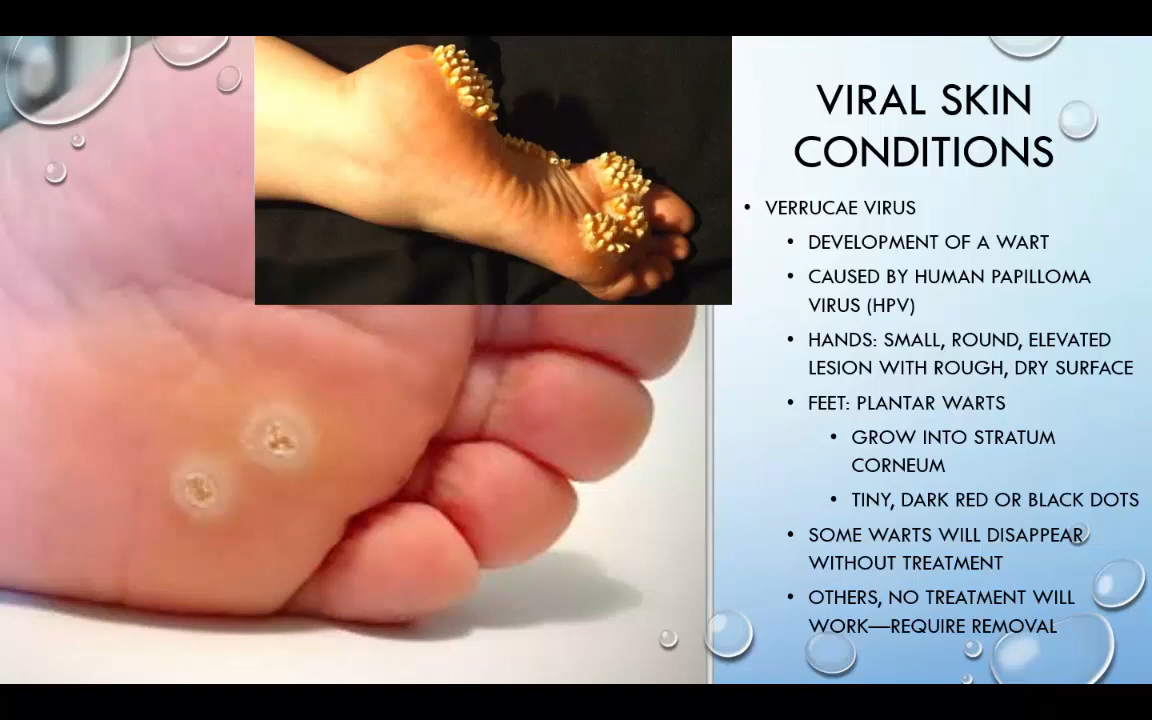 VIRAL SKIN
CONDITIONS
• VERRUCAE VIRUS
• DEVELOPMENT OF A WART
• CAUSED BY HUMAN PAPILLOMA
VIRUS (HPV)
• HANDS: SMALL, ROUND, ELEVATED
LESION WITH ROUGH, DRY SURFACE
• FEET: PLANTAR WARTS
• GROW INTO STRATUM
CORNEUM
• TINY, DARK RED OR BLACK DOTS
• SOME WARTS WILL DISAPPEAR
WITHOUT TREATMENT
• OTHERS, NO TREATMENT WILL
WORK—REQUIRE REMOVAL